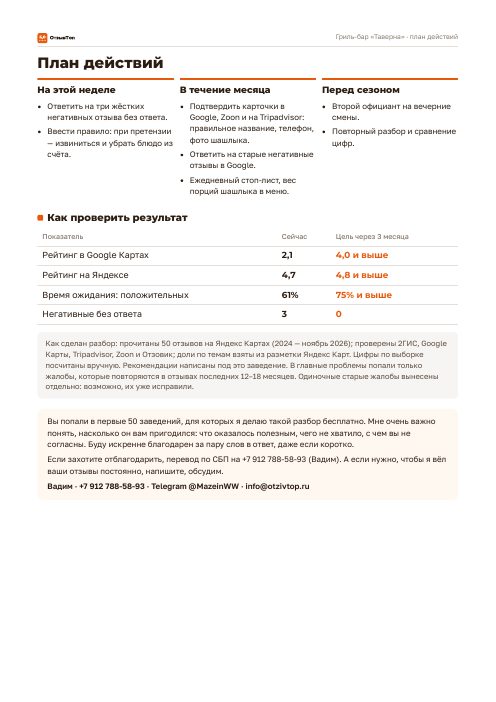 ОтзывТоп
Гриль-бар «Таверна» · план действий
План действий
На этой неделе
• Ответить на три жёстких
негативных отзыва без ответа.
• Ввести правило: при претензии
— извиниться и убрать блюдо из
счёта.
В течение месяца
• Подтвердить карточки в
Google, Zoon и на Tripadvisor:
правильное название, телефон,
фото шашлыка.
• Ответить на старые негативные
отзывы в Google.
• Ежедневный стоп-лист, вес
порций шашлыка в меню.
Перед сезоном
• Второй официант на вечерние
смены.
• Повторный разбор и сравнение
цифр.
Как проверить результат
Показатель Сейчас Цель через 3 месяца
Рейтинг в Google Картах 2,1 4,0 и выше
Рейтинг на Яндексе 4,7 4,8 и выше
Время ожидания: положительных 61% 75% и выше
Негативные без ответа 3 0
Как сделан разбор: прочитаны 50 отзывов на Яндекс Картах (2024 — ноябрь 2026); проверены 2ГИС, Google
Карты, Tripadvisor, Zoon и Отзовик; доли по темам взяты из разметки Яндекс Карт. Цифры по выборке
посчитаны вручную. Рекомендации написаны под это заведение. В главные проблемы попали только
жалобы, которые повторяются в отзывах последних 12–18 месяцев. Одиночные старые жалобы вынесены
отдельно: возможно, их уже исправили.
Вы попали в первые 50 заведений, для которых я делаю такой разбор бесплатно. Мне очень важно
понять, насколько он вам пригодился: что оказалось полезным, чего не хватило, с чем вы не
согласны. Буду искренне благодарен за пару слов в ответ, даже если коротко.
Если захотите отблагодарить, перевод по СБП на +7 912 788-58-93 (Вадим). А если нужно, чтобы я вёл
ваши отзывы постоянно, напишите, обсудим.
Вадим · +7 912 788-58-93 · Telegram @MazeinWW · info@otzivtop.ru